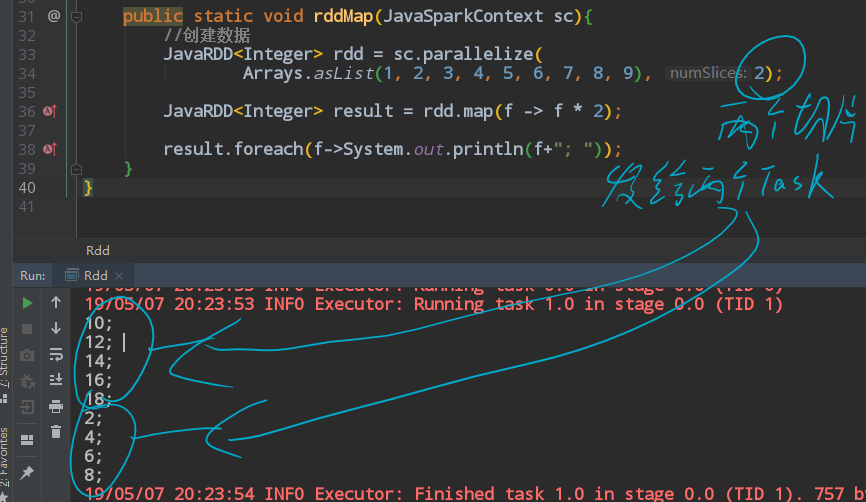 31 @ public static void rddMap(JavaSparkContext sc){
32 //创建数据
33 JavaRDD<Integer> rdd = sc.parallelize(
34 Arrays.asList(1, 2, 3, 4, 5, 6, 7, 8, 9), numSlices: 2);
35
36 JavaRDD<Integer> result = rdd.map(f -> f * 2);
两个切片
37
38 result.foreach(f->System.out.println(f+"; "));
39 }
发给两个Task
40 }
41
Rdd
Run: Rdd
19/05/07 20:23:53 INFO Executor: Running task 0.0 in stage 0.0 (TID 0)
19/05/07 20:23:53 INFO Executor: Running task 1.0 in stage 0.0 (TID 1)
10;
12;
14;
16;
18;
2;
4;
6;
8;
19/05/07 20:23:54 INFO Executor: Finished task 1.0 in stage 0.0 (TID 1). 757 b
7: Structure
2: Favorites